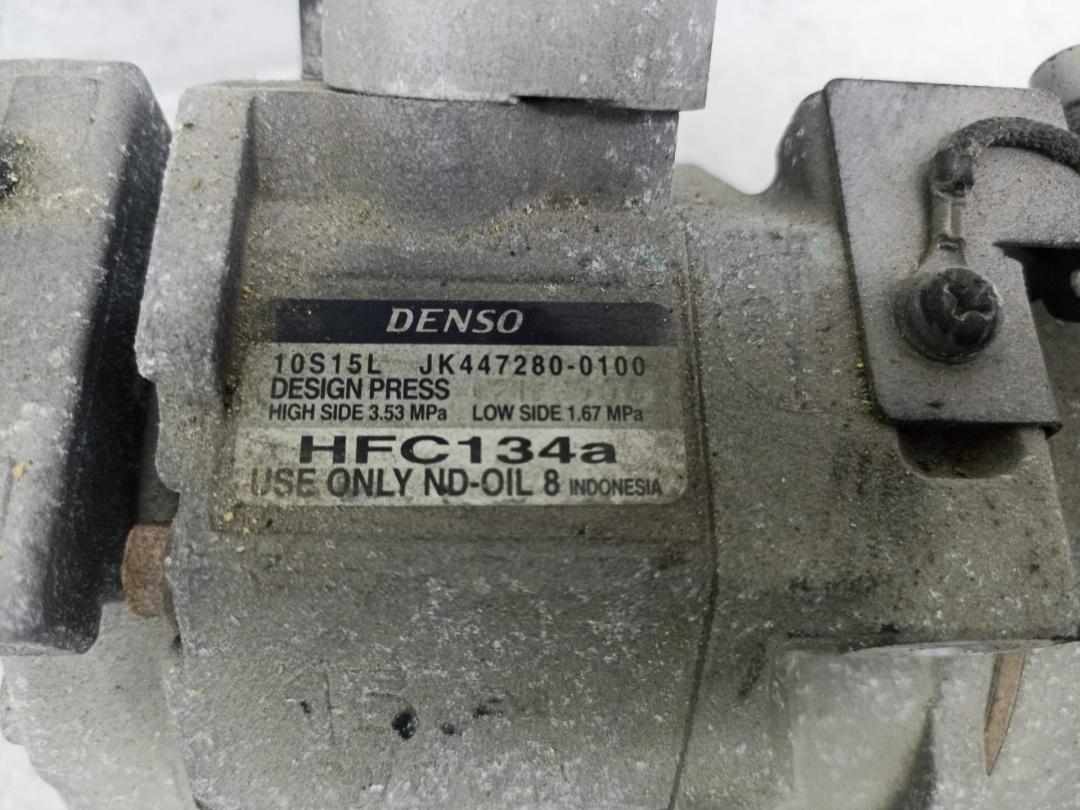 DENSO
10S15L JK447280-0100
DESIGN PRESS
HIGH SIDE 3.53 MPa LOW SIDE 1.67 MPa
HFC134a
USE ONLY ND-OIL 8 INDONESIA